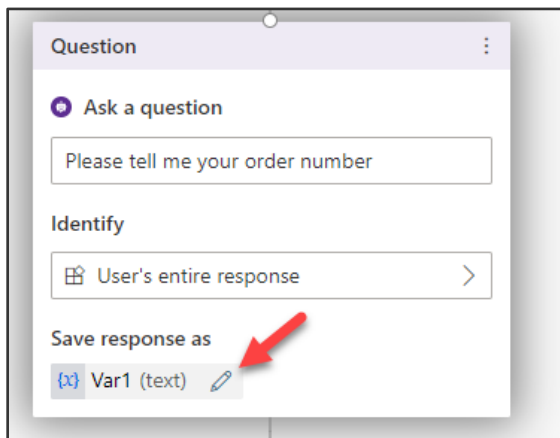 Question
Ask a question
Please tell me your order number
Identify
User's entire response
Save response as
{x} Var1 (text)